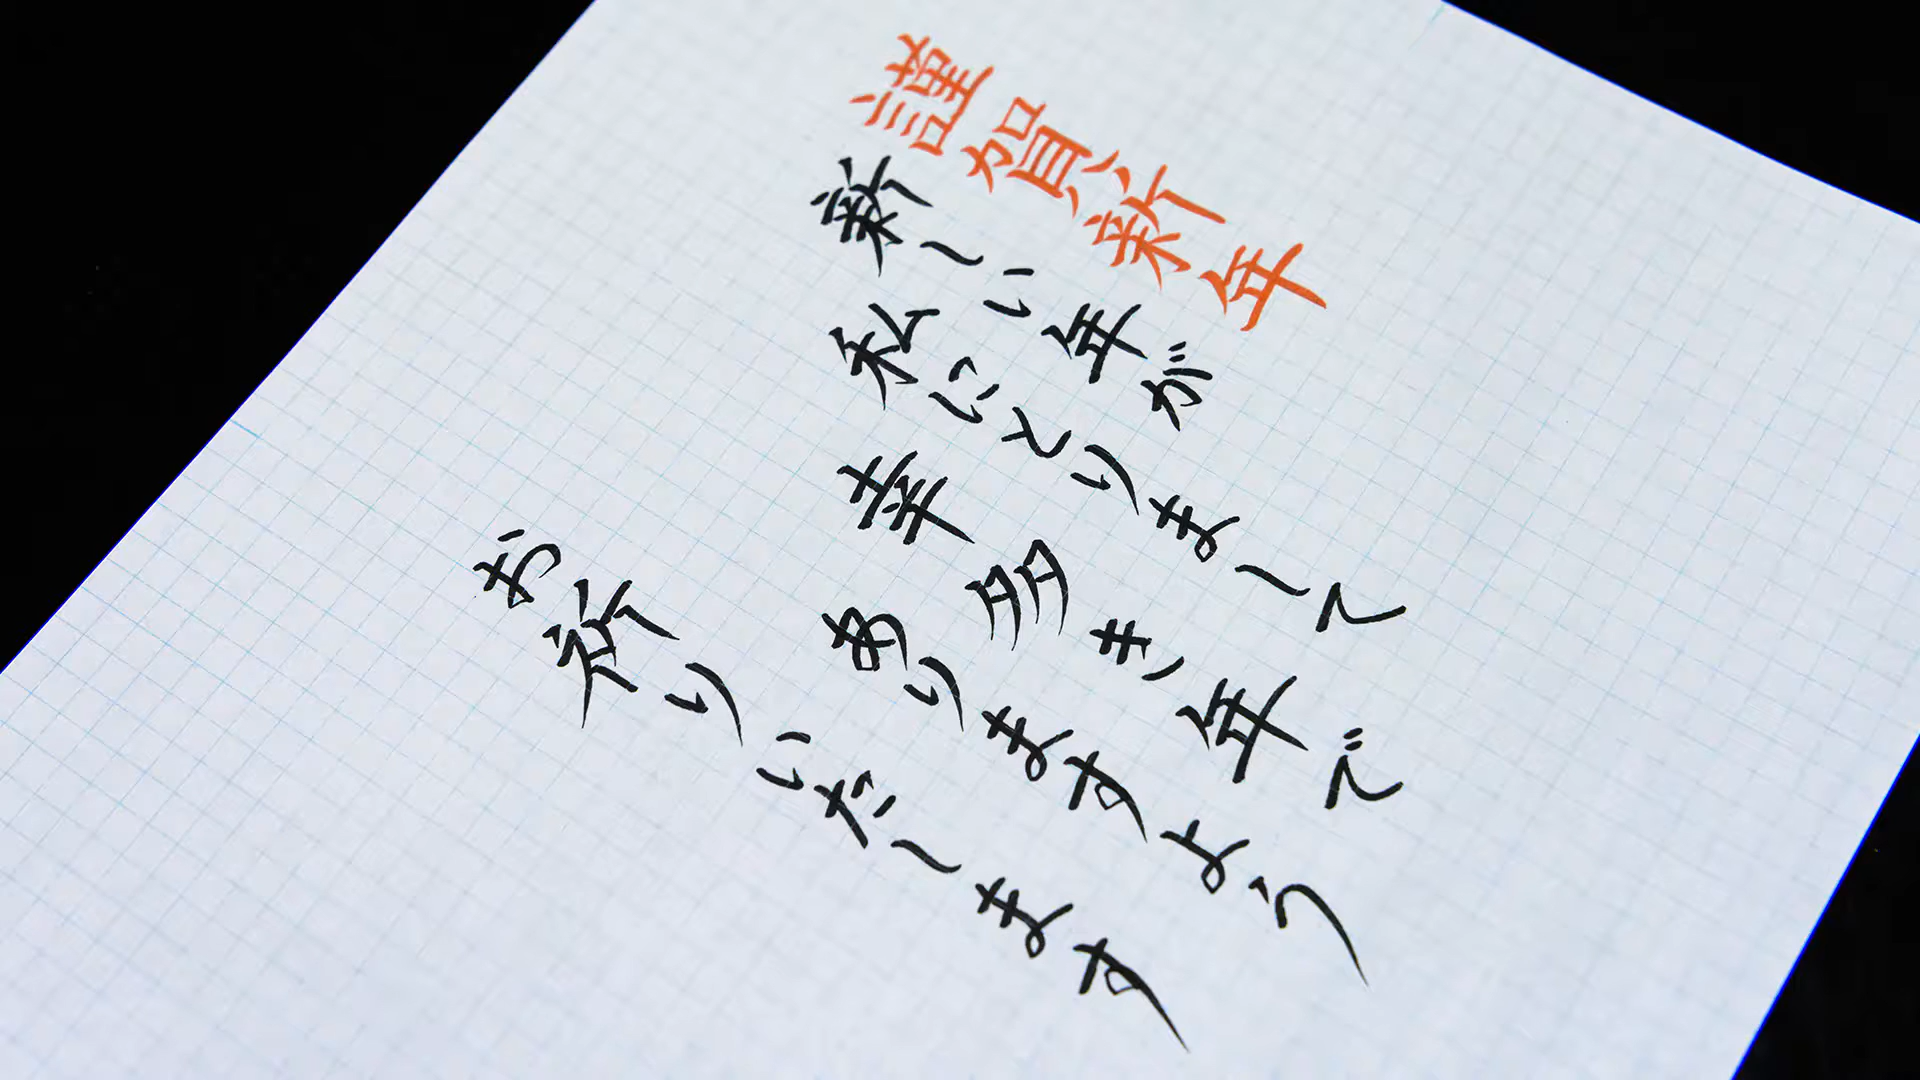 謹賀新年
新しい年が
私にとりまして
幸多き年で
ありますよう
お祈りいたします